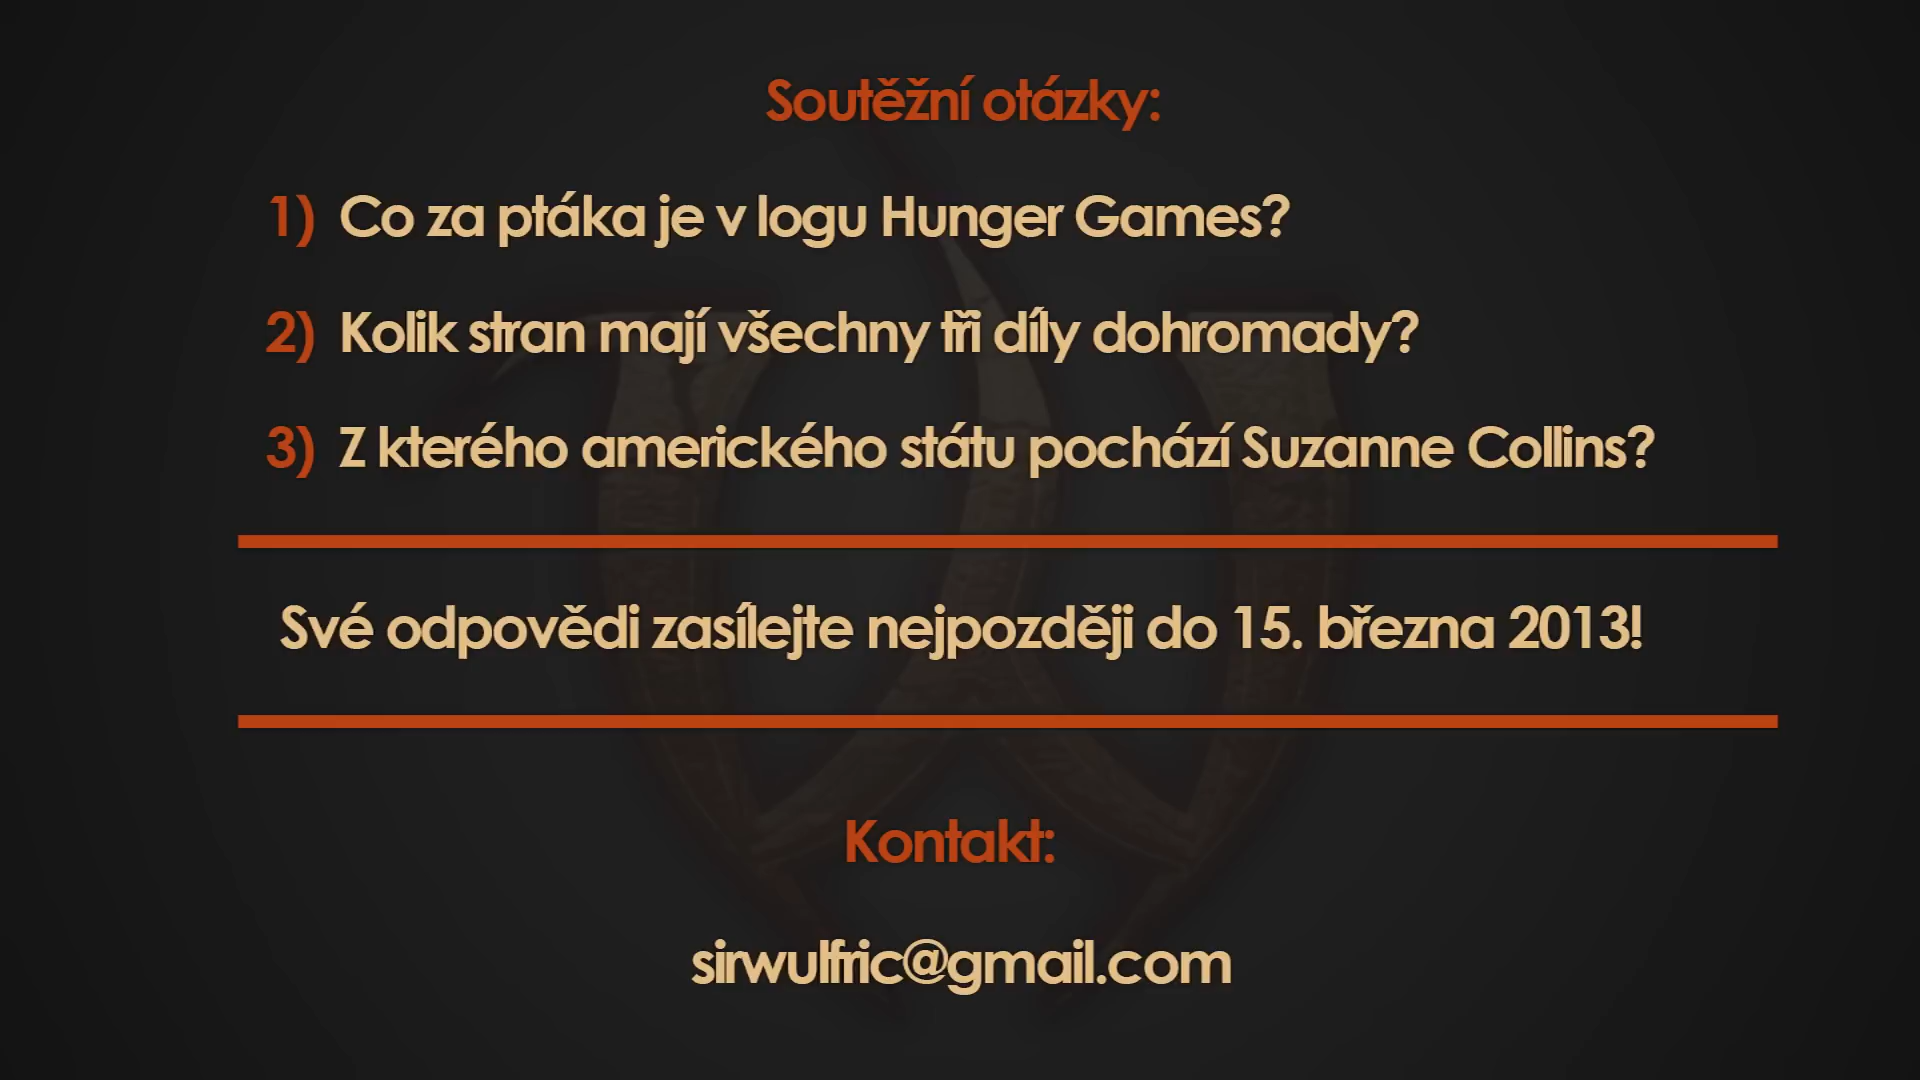 Soutěžní otázky:
1) Co za ptáka je v logu Hunger Games?
2) Kolik stran mají všechny tři díly dohromady?
3) Z kterého amerického státu pochází Suzanne Collins?
Své odpovědi zasílejte nejpozději do 15. března 2013!
Kontakt:
sirwulfric@gmail.com